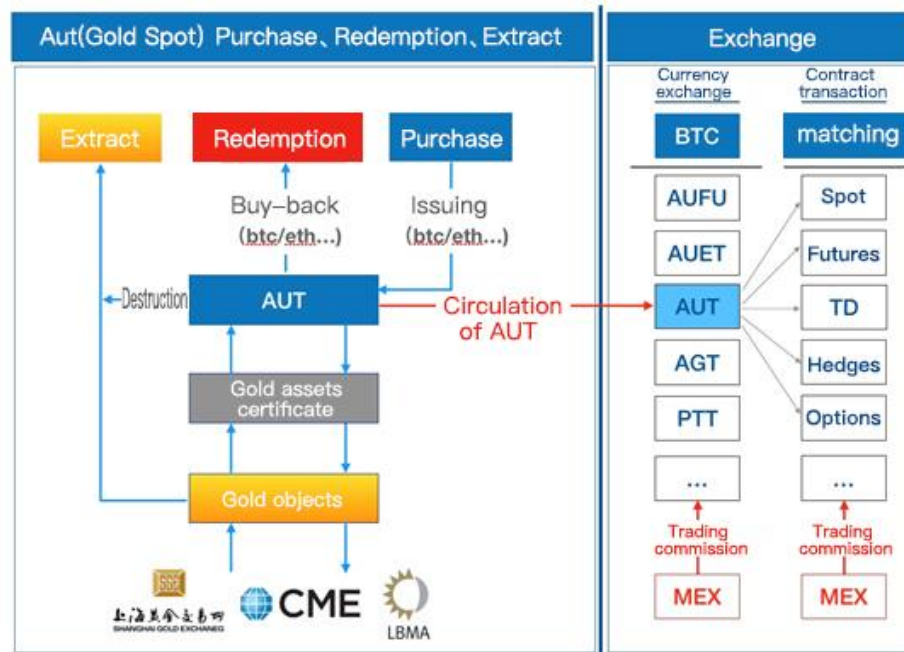 Aut(Gold Spot) Purchase、Redemption、Extract
Extract
Redemption
Purchase
Buy-back
(btc/eth...)
Issuing
(btc/eth...)
Destruction
AUT
Circulation
of AUT
Gold assets
certificate
Gold objects
SGE
上海黄金交易所
SHANGHAI GOLD EXCHANEG
CME
LBMA
Exchange
Currency
exchange
Contract
transaction
BTC
matching
AUFU
Spot
AUET
Futures
AUT
TD
AGT
Hedges
PTT
Options
...
...
Trading
commission
Trading
commission
MEX
MEX